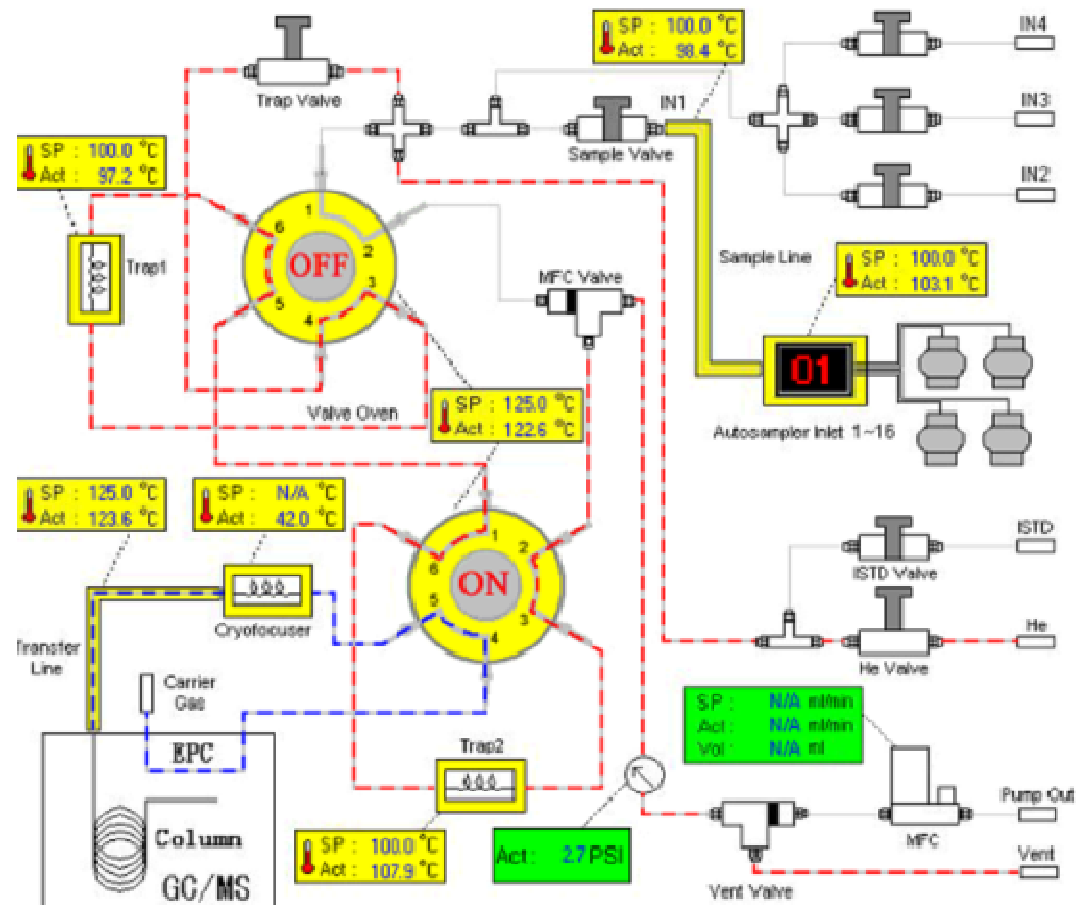 SP : 100.0 °C
Act : 98.4 °C
IN4
Trap Valve
IN1
IN3
Sample Valve
SP : 100.0 °C
Act : 97.2 °C
IN2
1
6
2
OFF
Trap1
5
3
4
MFC Valve
Sample Line
SP : 100.0 °C
Act : 103.1 °C
01
Valve Oven
SP : 125.0 °C
Act : 122.6 °C
Autosampler Inlet 1~16
SP : 125.0 °C
Act : 123.6 °C
SP : N/A °C
Act : 42.0 °C
1
2
6
ON
5
3
4
ISTD
ISTD Valve
Cryofocuser
Transfer
Line
He
He Valve
Carrier
Gas
SP : N/A ml/min
Act : N/A ml/min
Vol : N/A ml
EPC
Trap2
Pump Out
MFC
Column
SP : 100.0 °C
Act : 107.9 °C
Act : 2.7 PSI
Vent
GC/MS
Vent Valve